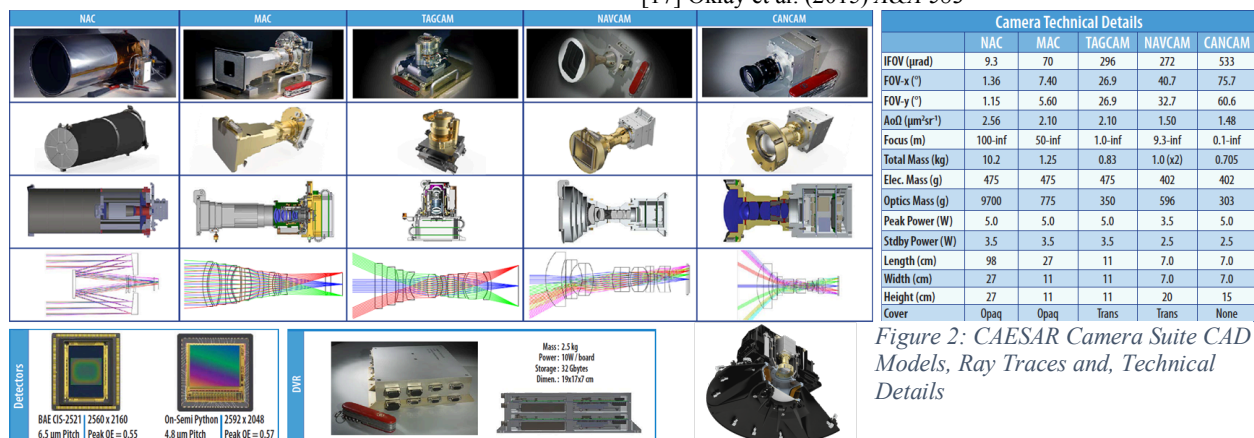 [17] Oklay et al. (2015) A&A 583
NAC MAC TAGCAM NAVCAM CANCAM
Camera Technical Details
NAC MAC TAGCAM NAVCAM CANCAM
IFOV (µrad) 9.3 70 296 272 533
FOV-x (°) 1.36 7.40 26.9 40.7 75.7
FOV-y (°) 1.15 5.60 26.9 32.7 60.6
AoΩ (µm²sr⁻¹) 2.56 2.10 2.10 1.50 1.48
Focus (m) 100-inf 50-inf 1.0-inf 9.3-inf 0.1-inf
Total Mass (kg) 10.2 1.25 0.83 1.0 (x2) 0.705
Elec. Mass (g) 475 475 475 402 402
Optics Mass (g) 9700 775 350 596 303
Peak Power (W) 5.0 5.0 5.0 3.5 5.0
Stdby Power (W) 3.5 3.5 3.5 2.5 2.5
Length (cm) 98 27 11 7.0 7.0
Width (cm) 27 11 11 7.0 7.0
Height (cm) 27 11 11 20 15
Cover Opaq Opaq Trans Trans None
Detectors
BAE CIS-2521 2560 x 2160
6.5 um Pitch Peak QE = 0.55
On-Semi Python 2592 x 2048
4.8 um Pitch Peak QE = 0.57
DVR
Mass : 2.5 kg
Power : 10W / board
Storage : 32 Gbytes
Dimen. : 19x17x7 cm
Figure 2: CAESAR Camera Suite CAD
Models, Ray Traces and, Technical
Details